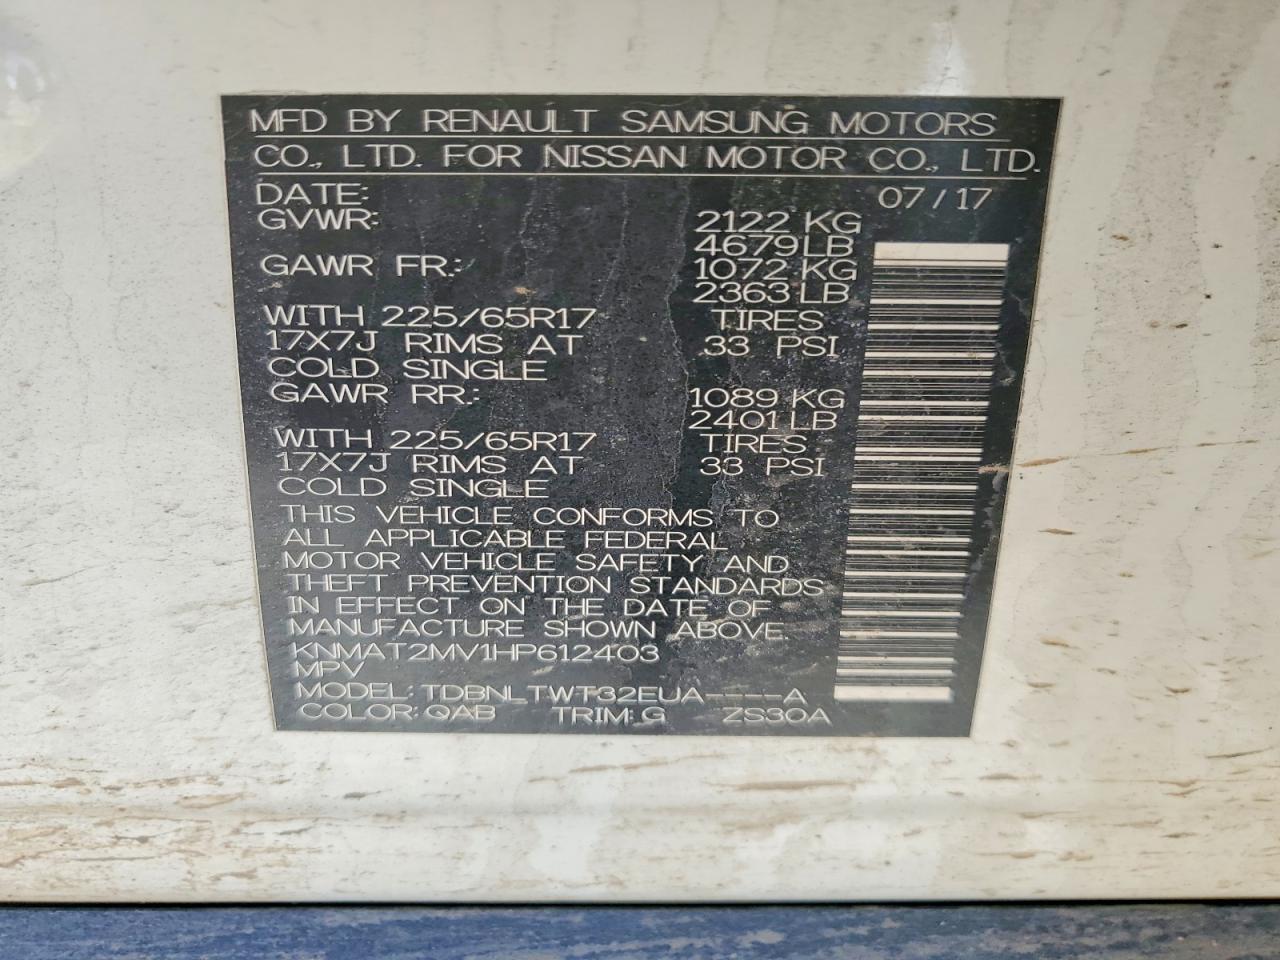 MFD BY RENAULT SAMSUNG MOTORS
CO., LTD. FOR NISSAN MOTOR CO., LTD.
DATE: 07/17
GVWR: 2122 KG
4679 LB
GAWR FR.: 1072 KG
2363 LB
WITH 225/65R17 TIRES
17X7J RIMS AT 33 PSI
COLD SINGLE
GAWR RR.: 1089 KG
2401 LB
WITH 225/65R17 TIRES
17X7J RIMS AT 33 PSI
COLD SINGLE
THIS VEHICLE CONFORMS TO
ALL APPLICABLE FEDERAL
MOTOR VEHICLE SAFETY AND
THEFT PREVENTION STANDARDS
IN EFFECT ON THE DATE OF
MANUFACTURE SHOWN ABOVE.
KNMAT2MV1HP612403
MPV
MODEL: TDBNLTWT32EUA----A
COLOR: QAB TRIM: G ZS30A